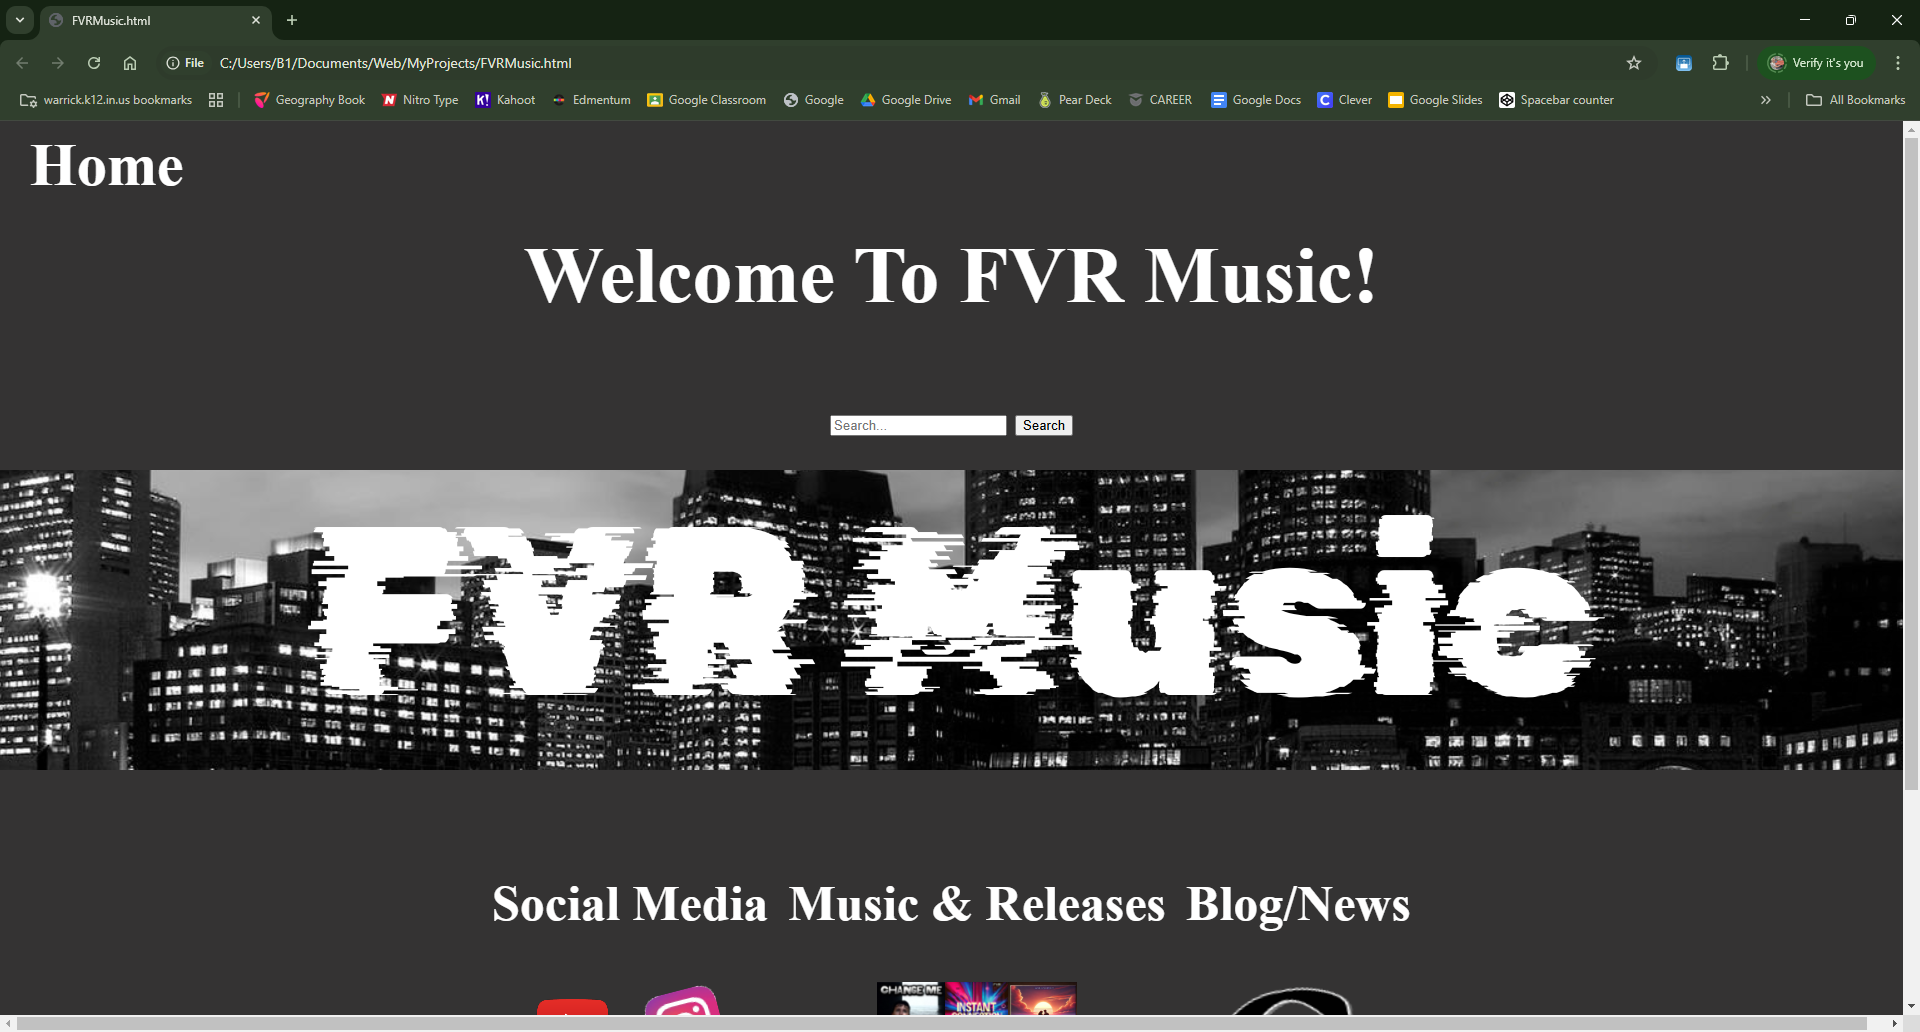 FVRMusic.html
File C:/Users/B1/Documents/Web/MyProjects/FVRMusic.html Verify it's you
warrick.k12.in.us bookmarks Geography Book Nitro Type Kahoot Edmentum Google Classroom Google Google Drive Gmail Pear Deck CAREER Google Docs Clever Google Slides Spacebar counter » All Bookmarks
Home
Welcome To FVR Music!
Search... Search
FVR Music
Social Media Music & Releases Blog/News
CHANGE ME INSTANT